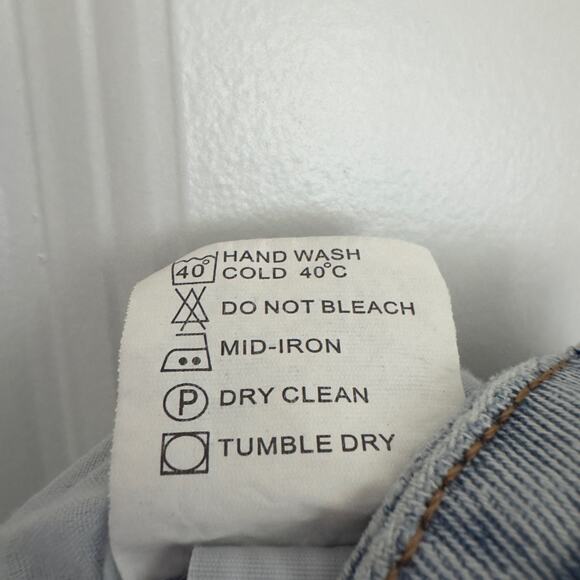 HAND WASH
40° COLD 40°C
DO NOT BLEACH
MID-IRON
P DRY CLEAN
TUMBLE DRY